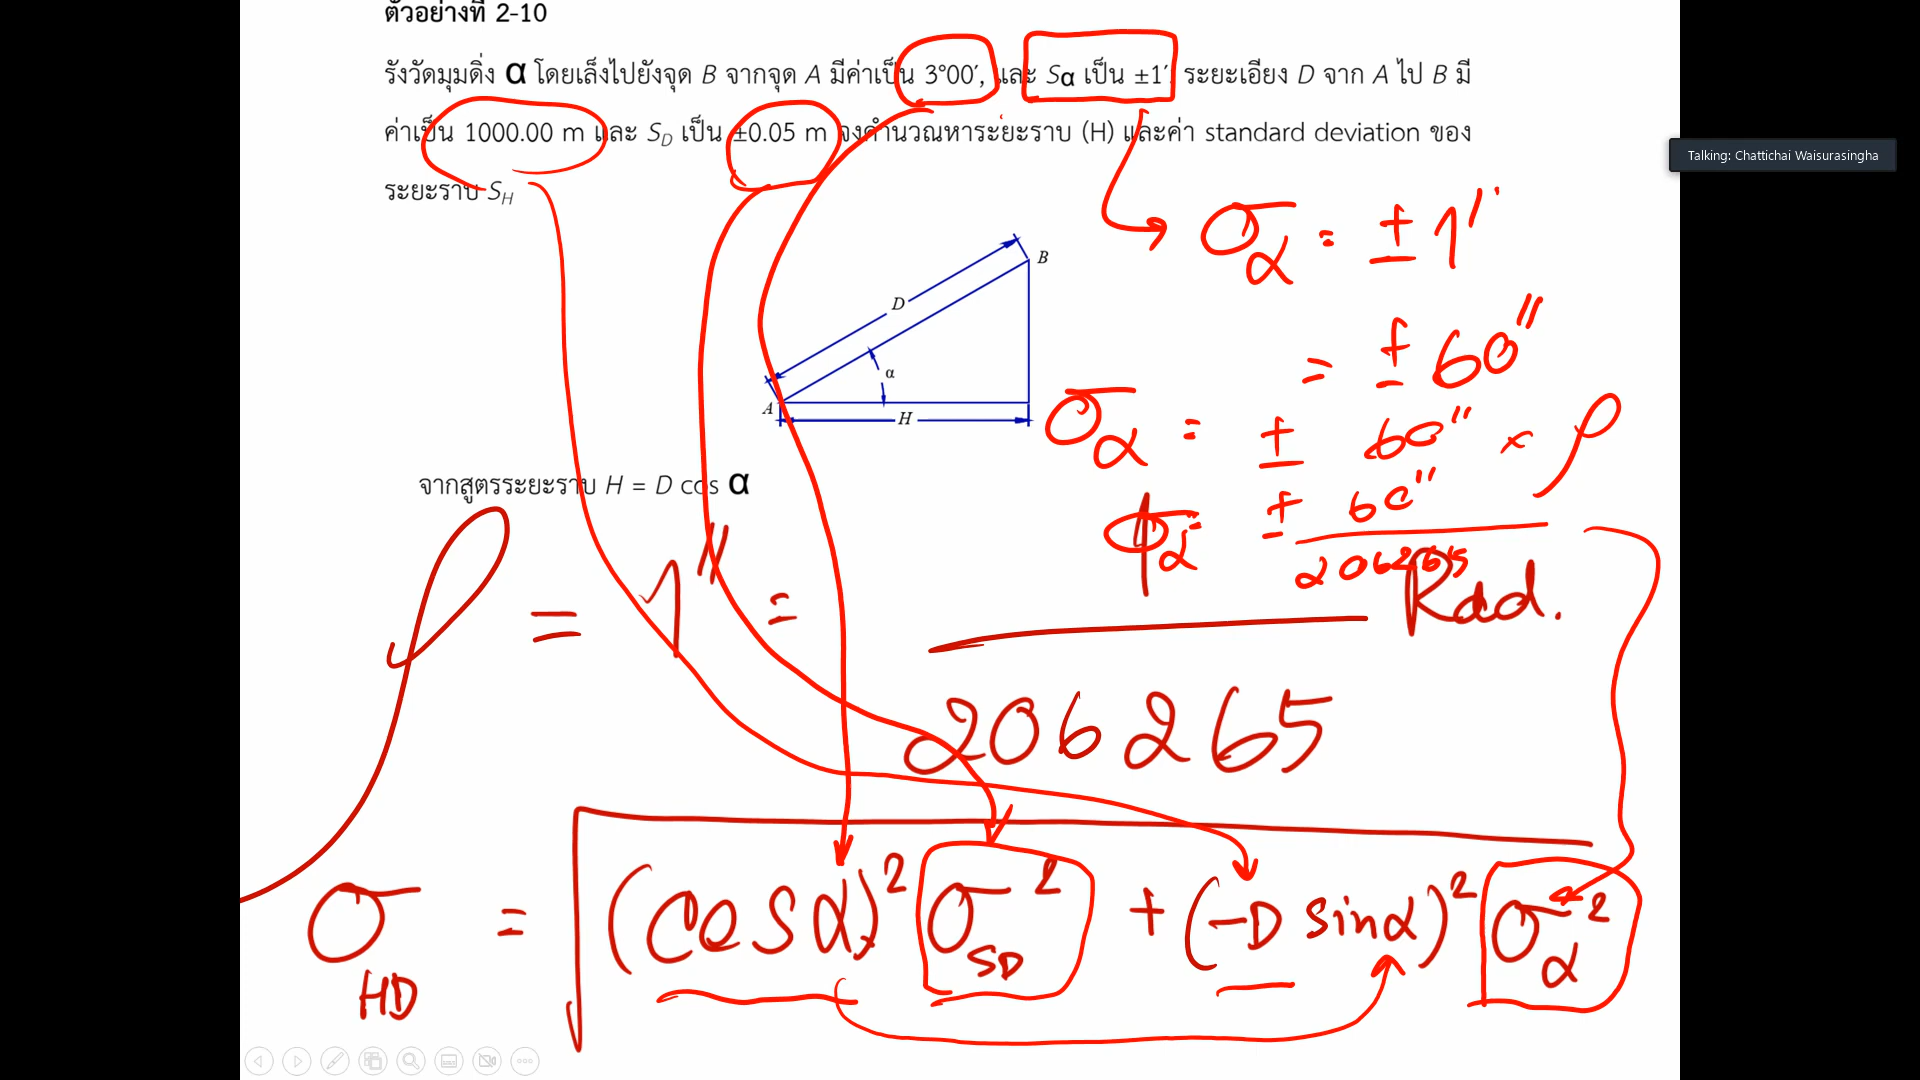 ตัวอย่างที่ 2-10
รังวัดมุมดิ่ง α โดยเล็งไปยังจุด B จากจุด A มีค่าเป็น 3°00′, และ Sα เป็น ±1′ ระยะเอียง D จาก A ไป B มี
ค่าเป็น 1000.00 m และ SD เป็น ±0.05 m จงคำนวณหาระยะราบ (H) และค่า standard deviation ของ
ระยะราบ SH
Talking: Chattichai Waisurasingha
σα = ±1′
= ±60″
σα = ±60″ × ρ
σα = ±60″
206265
B
D
α
A
H
จากสูตรระยะราบ H = D cos α
ρ = 1″ = Rad.
206265
σHD = √(cosα)² σSD² + (-D sinα)² σα²